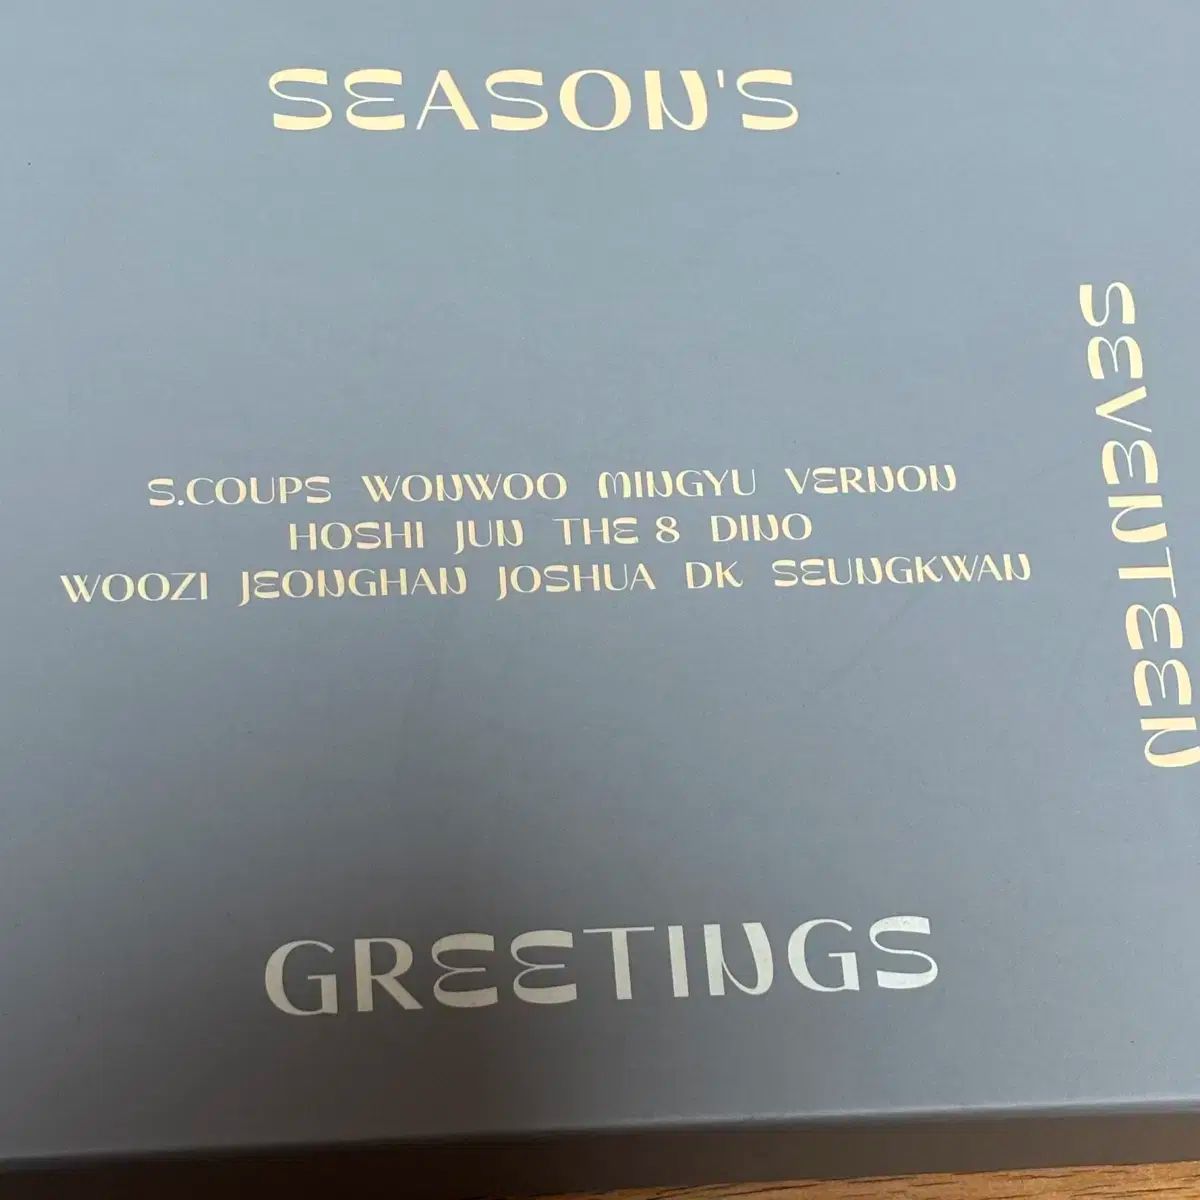 SEASON'S
S.COUPS WONWOO MINGYU VERNON
HOSHI JUN THE 8 DINO
WOOZI JEONGHAN JOSHUA DK SEUNGKWAN
SEVENTEEN
GREETINGS